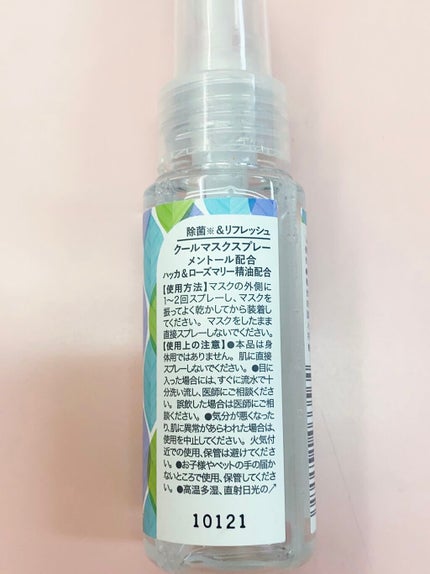 除菌※&リフレッシュ
クールマスクスプレー
メントール配合
ハッカ&ローズマリー精油配合
【使用方法】マスクの外側に
1〜2回スプレーし、マスクを
振ってよく乾かしてから装着
してください。マスクをしたまま
直接スプレーしないでください。
【使用上の注意】●本品は身
体用ではありません。肌に直接
スプレーしないでください。●目に
入った場合には、すぐに流水で十
分洗い流し、医師にご相談くださ
い。誤飲した場合は医師にご相
談ください。●気分が悪くなった
り、肌に異常があらわれた場合は、
使用を中止してください。火気付
近での使用、保管は避けてくださ
い。●お子様やペットの手の届か
ないところで使用、保管してくださ
い。●高温多湿、直射日光の↗
10121